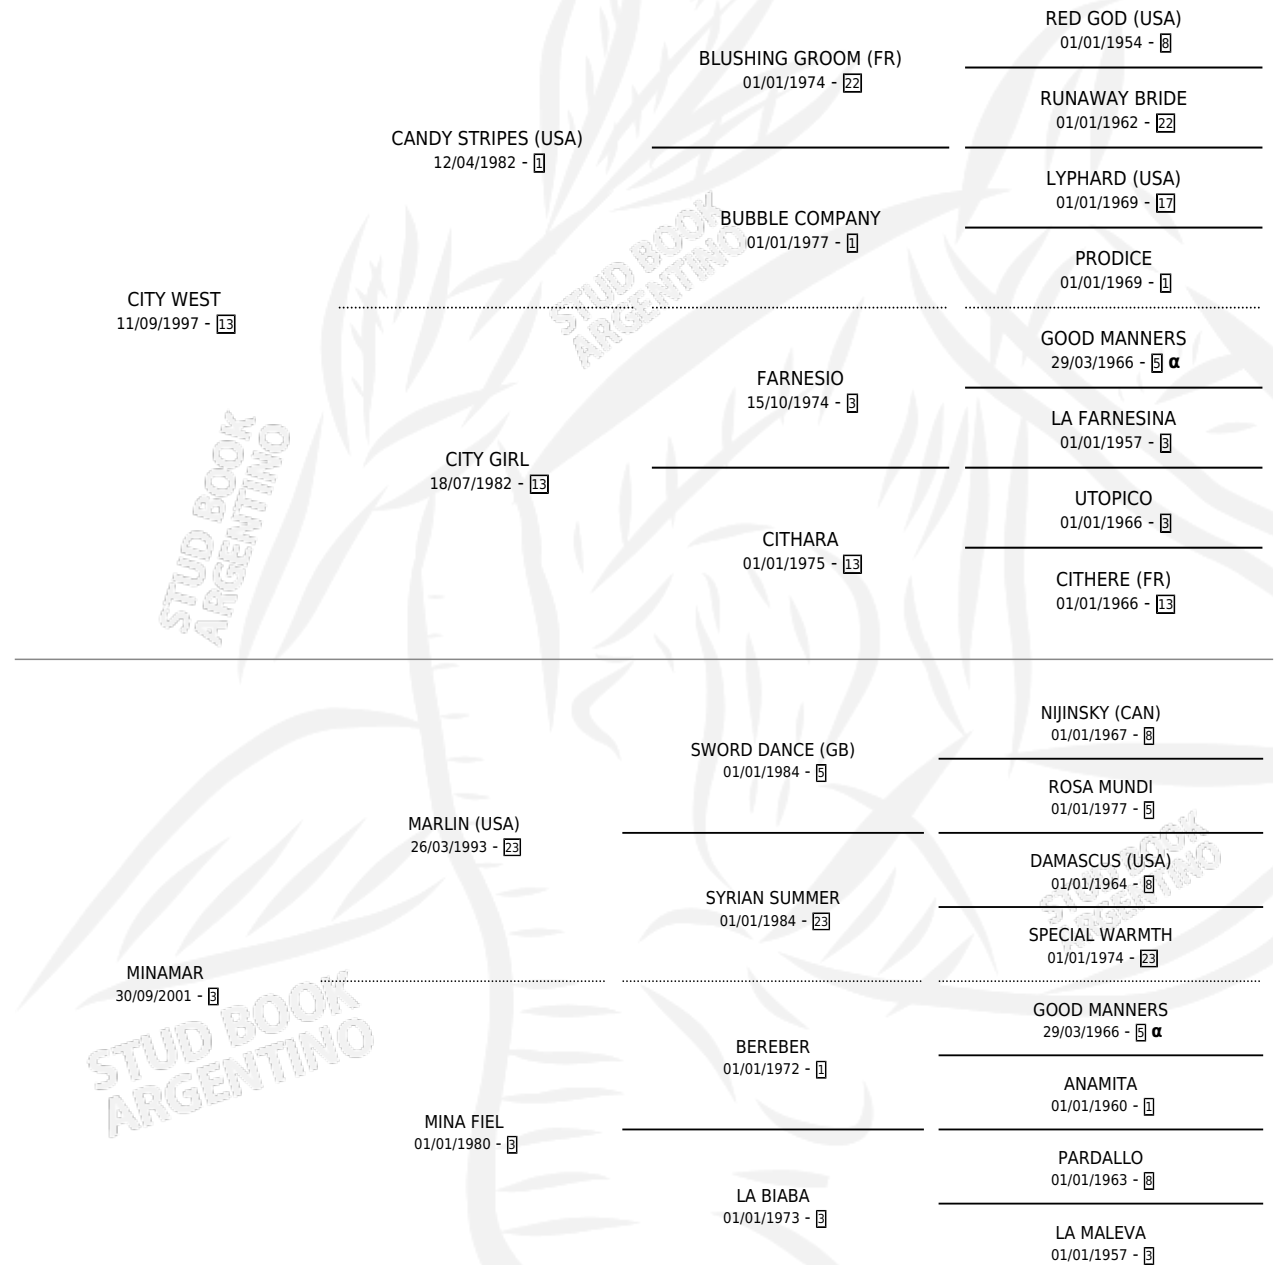 RED GOD (USA)
01/01/1954 - 8
BLUSHING GROOM (FR)
01/01/1974 - 22
RUNAWAY BRIDE
01/01/1962 - 22
CANDY STRIPES (USA)
12/04/1982 - 1
LYPHARD (USA)
01/01/1969 - 17
BUBBLE COMPANY
01/01/1977 - 1
PRODICE
01/01/1969 - 1
CITY WEST
11/09/1997 - 13
GOOD MANNERS
29/03/1966 - 5 α
FARNESIO
15/10/1974 - 3
LA FARNESINA
01/01/1957 - 3
CITY GIRL
18/07/1982 - 13
UTOPICO
01/01/1966 - 3
CITHARA
01/01/1975 - 13
CITHERE (FR)
01/01/1966 - 13
NIJINSKY (CAN)
01/01/1967 - 8
SWORD DANCE (GB)
01/01/1984 - 5
ROSA MUNDI
01/01/1977 - 5
MARLIN (USA)
26/03/1993 - 23
DAMASCUS (USA)
01/01/1964 - 8
SYRIAN SUMMER
01/01/1984 - 23
SPECIAL WARMTH
01/01/1974 - 23
MINAMAR
30/09/2001 - 3
GOOD MANNERS
29/03/1966 - 5 α
BEREBER
01/01/1972 - 1
ANAMITA
01/01/1960 - 1
MINA FIEL
01/01/1980 - 3
PARDALLO
01/01/1963 - 8
LA BIABA
01/01/1973 - 3
LA MALEVA
01/01/1957 - 3
STUD BOOK
ARGENTINO
STUD BOOK
ARGENTINO
STUD BOOK
ARGENTINO
STUD BOOK
ARGENTINO